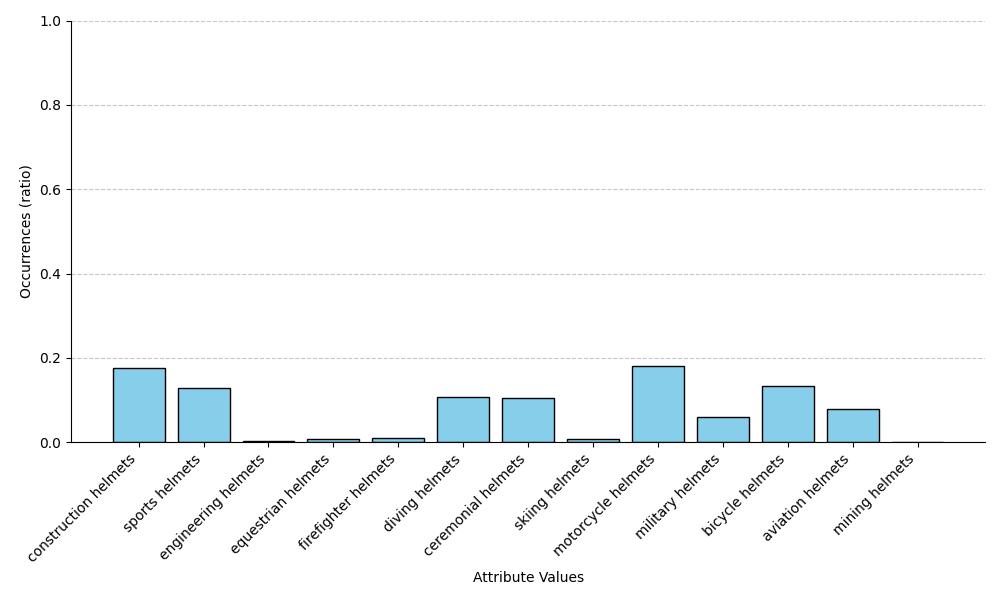 1.0
0.8
0.6
0.4
0.2
0.0
Occurrences (ratio)
construction helmets
sports helmets
engineering helmets
equestrian helmets
firefighter helmets
diving helmets
ceremonial helmets
skiing helmets
motorcycle helmets
military helmets
bicycle helmets
aviation helmets
mining helmets
Attribute Values